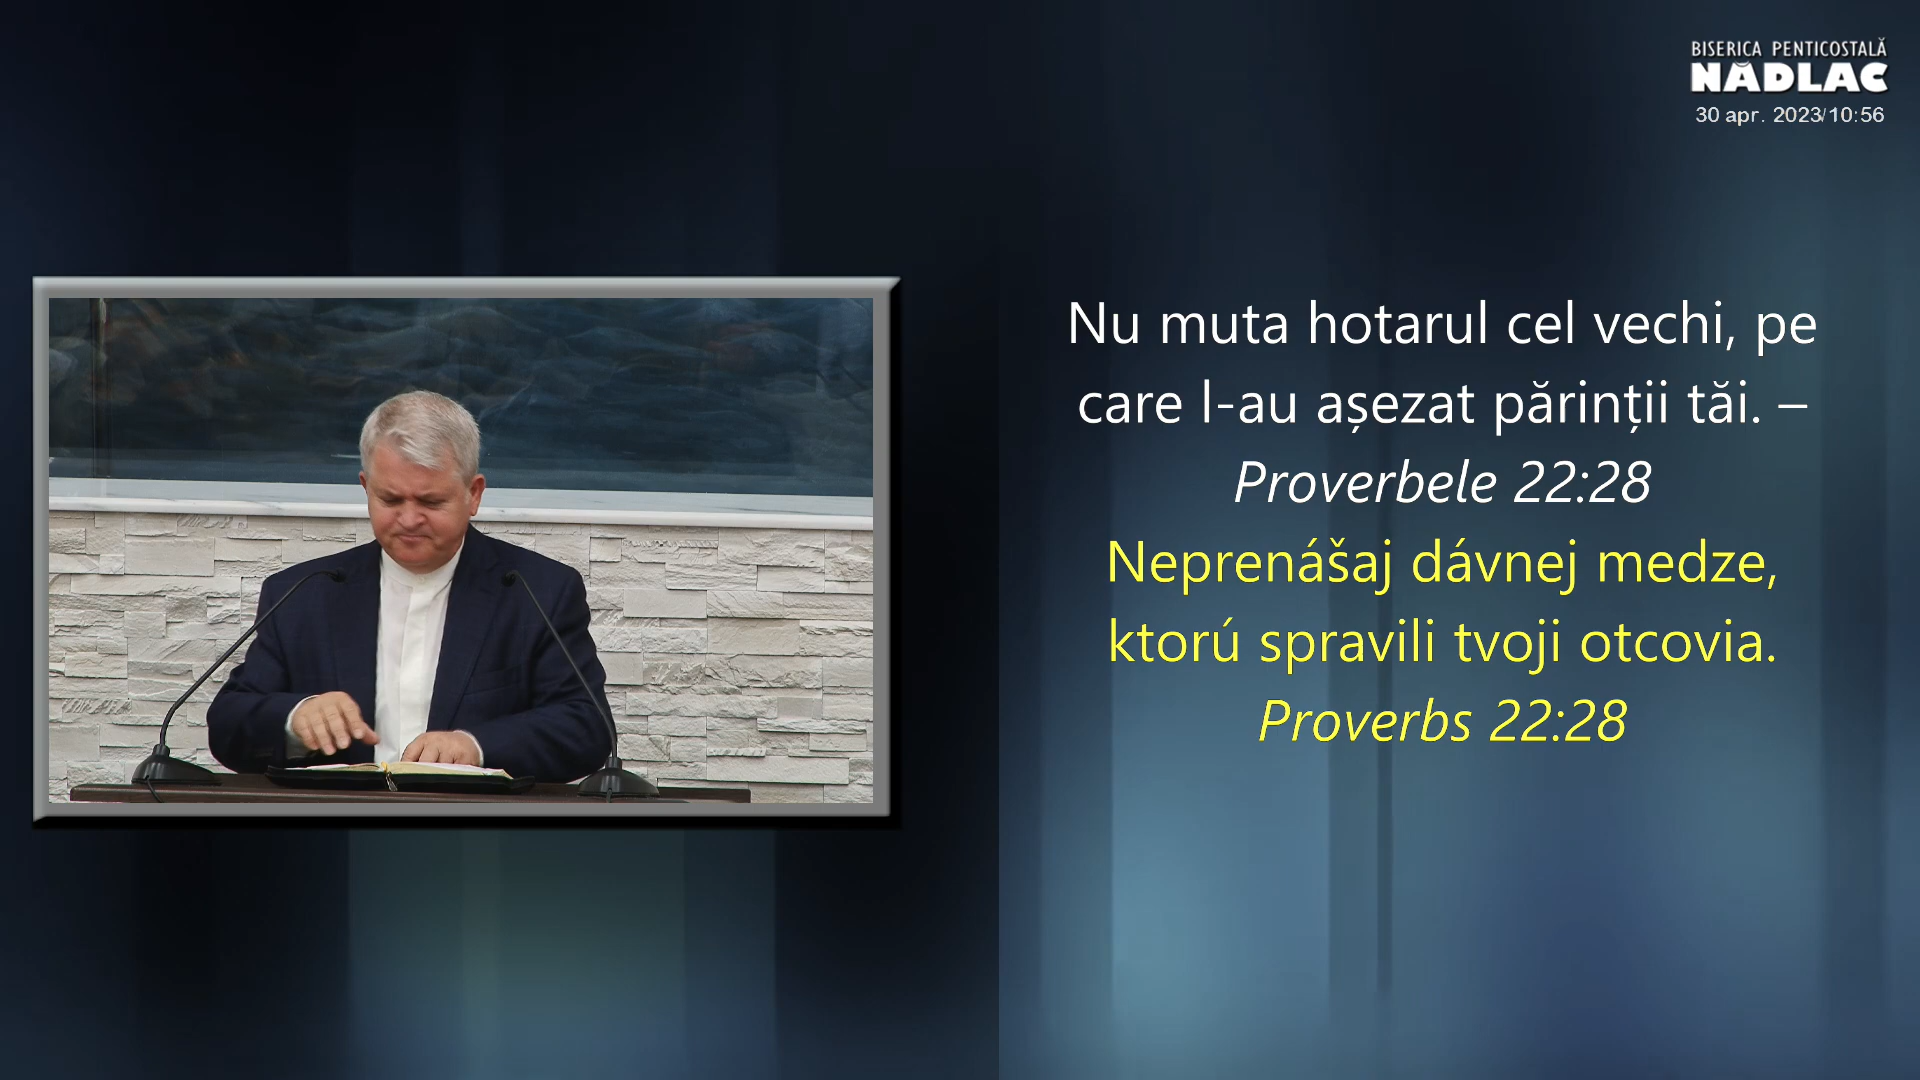 BISERICA PENTICOSTALĂ
NĂDLAC
30 apr. 2023/10:56
Nu muta hotarul cel vechi, pe
care l-au așezat părinții tăi. –
Proverbele 22:28
Neprenášaj dávnej medze,
ktorú spravili tvoji otcovia.
Proverbs 22:28